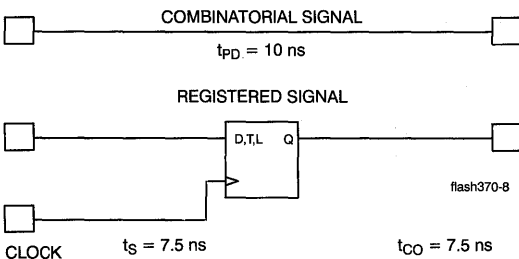 COMBINATORIAL SIGNAL
tPD = 10 ns
REGISTERED SIGNAL
D,T,L Q
flash370-8
CLOCK tS = 7.5 ns tCO = 7.5 ns